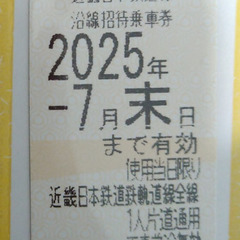 沿線招待乗車券
2025年
-7月末日
まで有効
使用当日限り
近畿日本鉄道鉄軌道線全線
1人片道通用